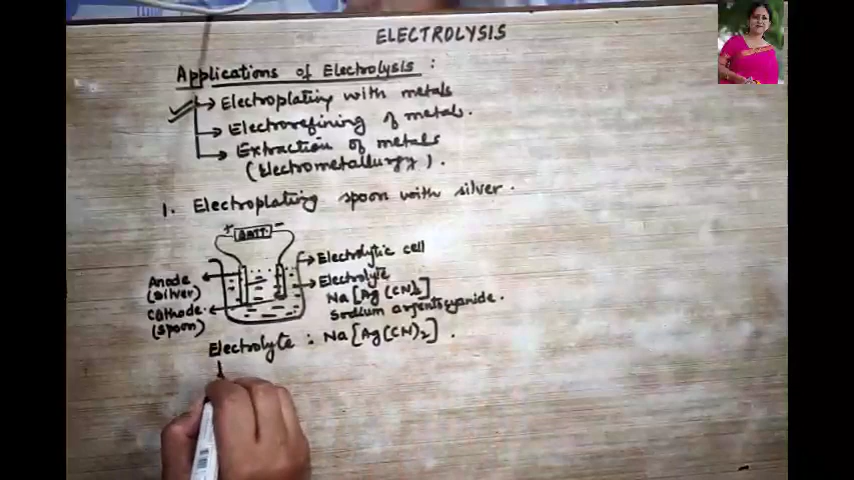 ELECTROLYSIS
Applications of Electrolysis :
Electroplating with metals
Electrorefining of metals.
Extraction of metals
(Electrometallurgy).
1. Electroplating spoon with silver.
+ BATT. -
Electrolytic cell
Anode
(silver)
Cathode.
(spoon)
Electrolyte
Na[Ag(CN)2]
Sodium argentocyanide.
Electrolyte : Na[Ag(CN)2].